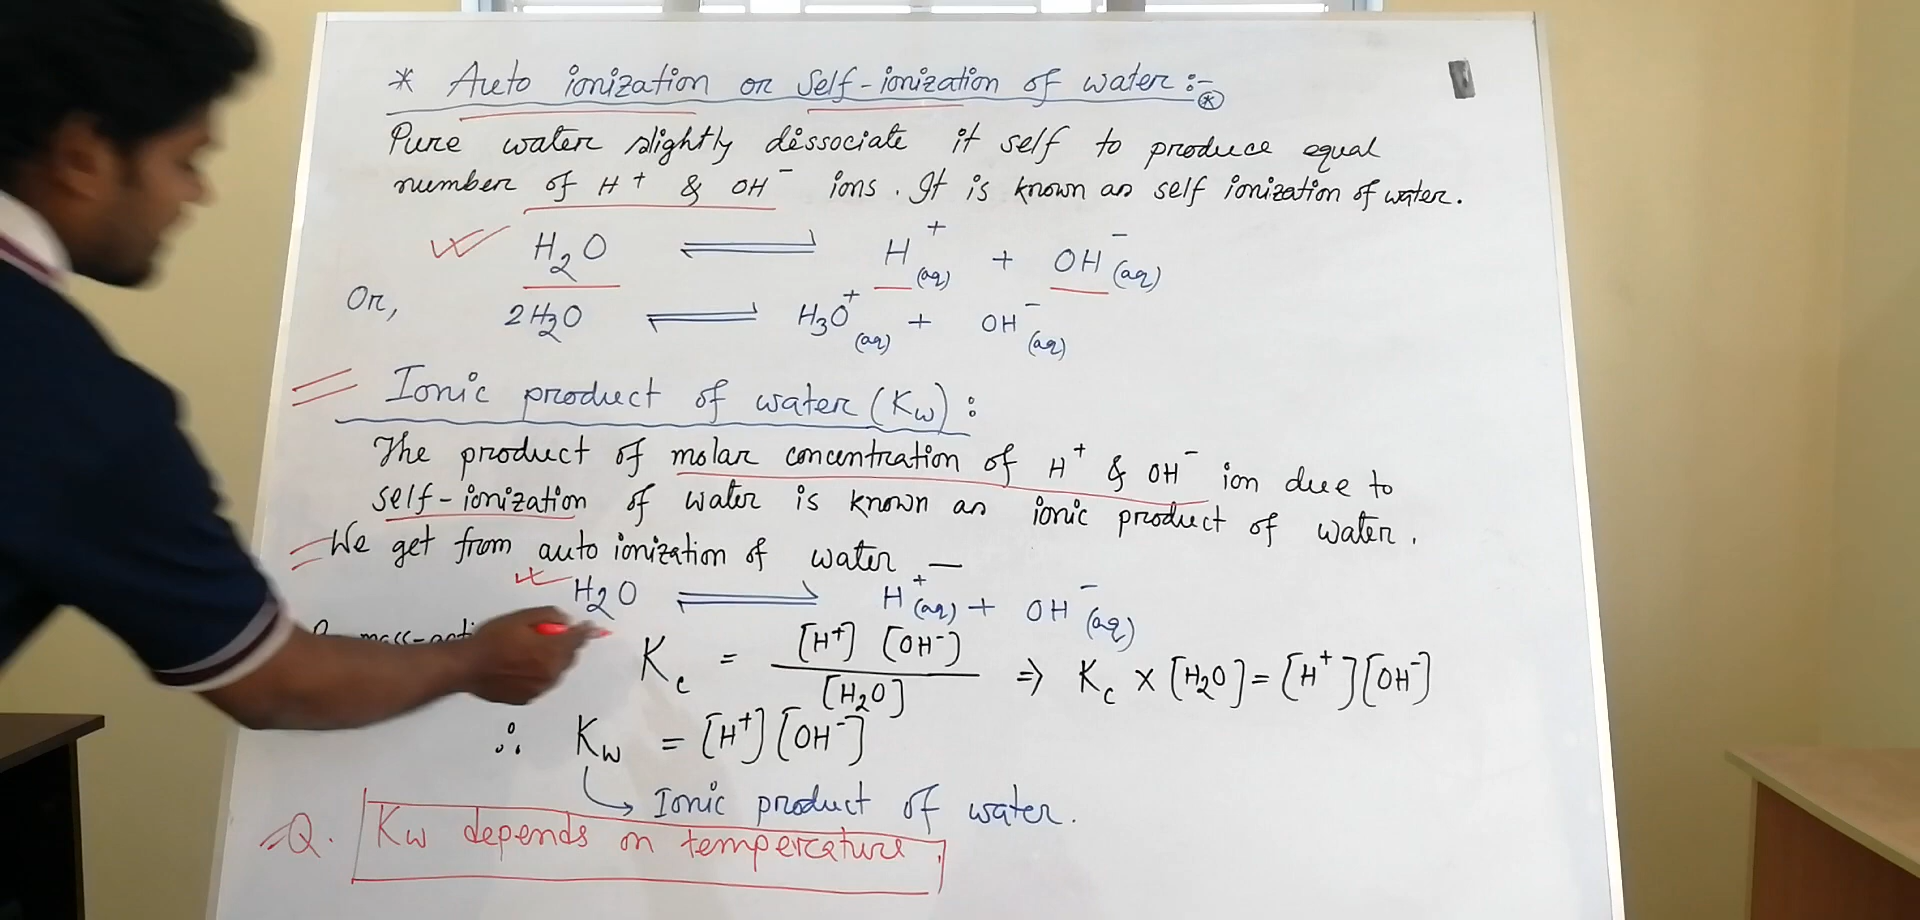 * Auto ionization or Self-ionization of water :-
Pure water slightly dissociate it self to produce equal
number of H⁺ & OH⁻ ions. It is known as self ionization of water.
H₂O ⇌ H⁺(aq) + OH⁻(aq)
Or, 2H₂O ⇌ H₃O⁺(aq) + OH⁻(aq)
Ionic product of water (Kw) :
The product of molar concentration of H⁺ & OH⁻ ion due to
self-ionization of water is known as ionic product of water.
We get from auto ionization of water —
H₂O ⇌ H⁺(aq) + OH⁻(aq)
Kc = [H⁺] [OH⁻] / [H₂O] ⇒ Kc × [H₂O] = [H⁺][OH⁻]
∴ Kw = [H⁺][OH⁻]
Ionic product of water.
Q. Kw depends on temperature.